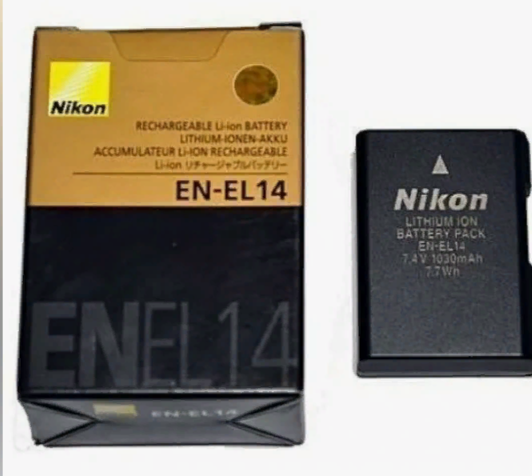 Nikon
RECHARGEABLE Li-ion BATTERY
LITHIUM-IONEN-AKKU
ACCUMULATEUR Li-ION RECHARGEABLE
Li-ion リチャージャブルバッテリー
EN-EL14
ENEL14
EN-EL14
Nikon
LITHIUM ION
BATTERY PACK
EN-EL14
7.4V 1030mAh
7.7Wh